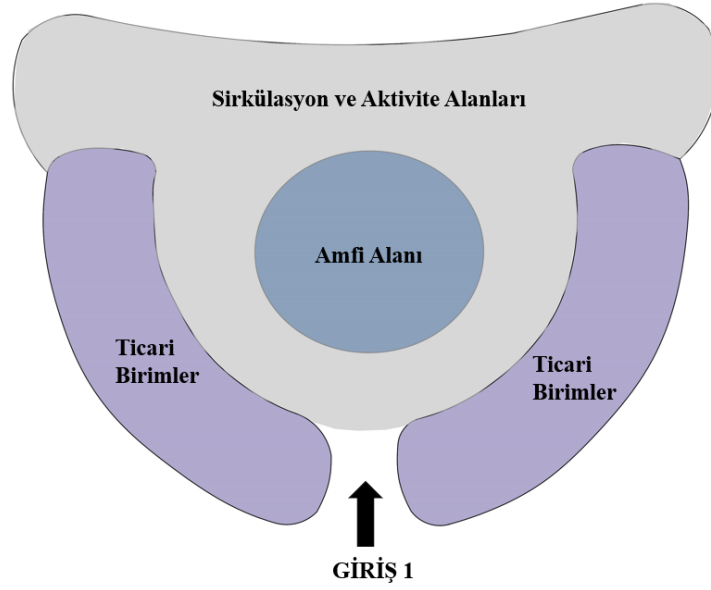 Sirkülasyon ve Aktivite Alanları
Amfi Alanı
Ticari
Birimler
Ticari
Birimler
GİRİŞ 1